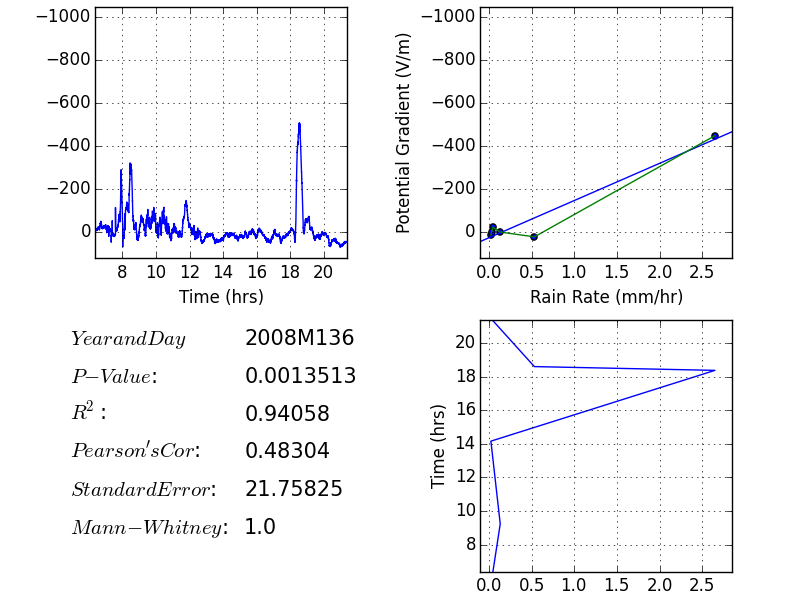 −1000
−800
−600
−400
−200
0
8 10 12 14 16 18 20
Time (hrs)
Potential Gradient (V/m)
−1000
−800
−600
−400
−200
0
0.0 0.5 1.0 1.5 2.0 2.5
Rain Rate (mm/hr)
YearandDay 2008M136
P−Value: 0.0013513
R²: 0.94058
Pearson'sCor: 0.48304
StandardError: 21.75825
Mann−Whitney: 1.0
Time (hrs)
20
18
16
14
12
10
8
0.0 0.5 1.0 1.5 2.0 2.5